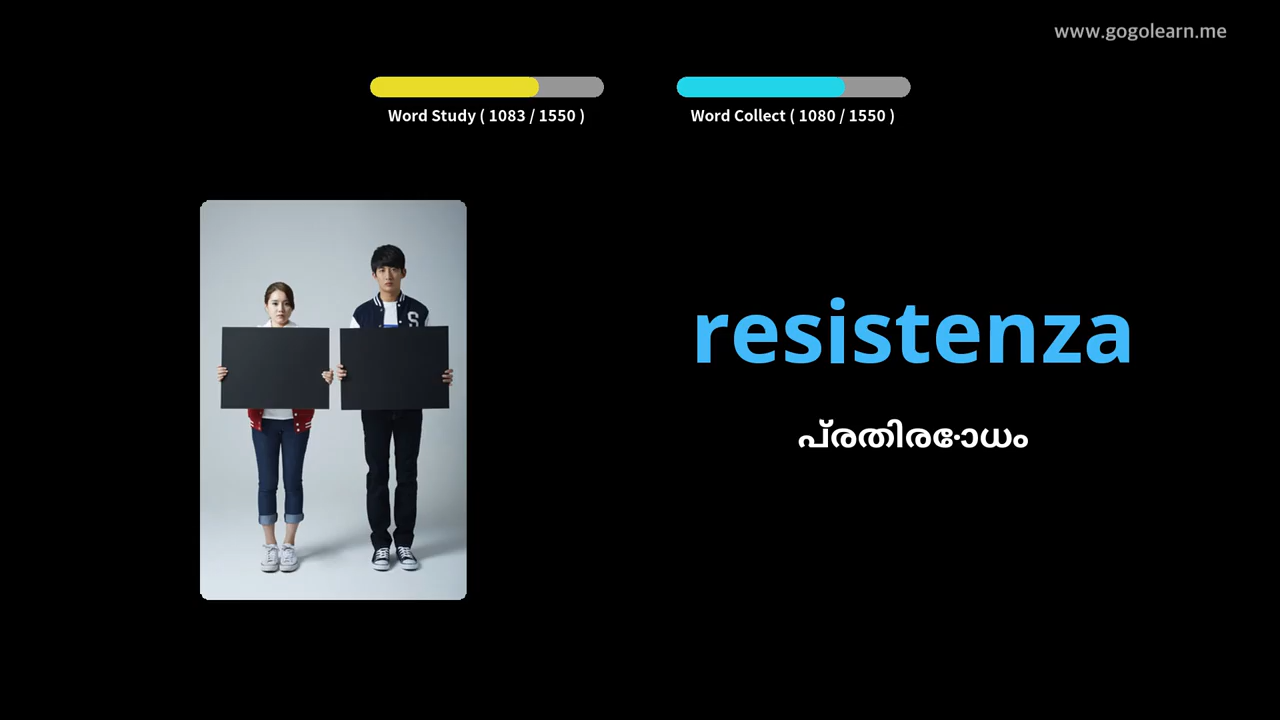 www.gogolearn.me
Word Study ( 1083 / 1550 )
Word Collect ( 1080 / 1550 )
S
resistenza
പ്രതിരോധം